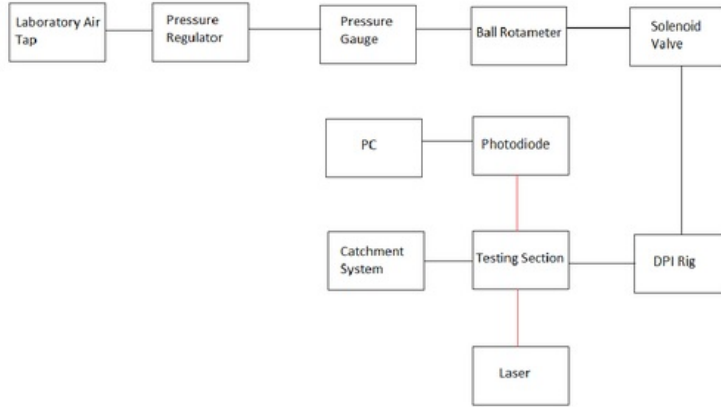 Laboratory Air
Tap
Pressure
Regulator
Pressure
Gauge
Ball Rotameter
Solenoid
Valve
PC
Photodiode
Catchment
System
Testing Section
DPI Rig
Laser